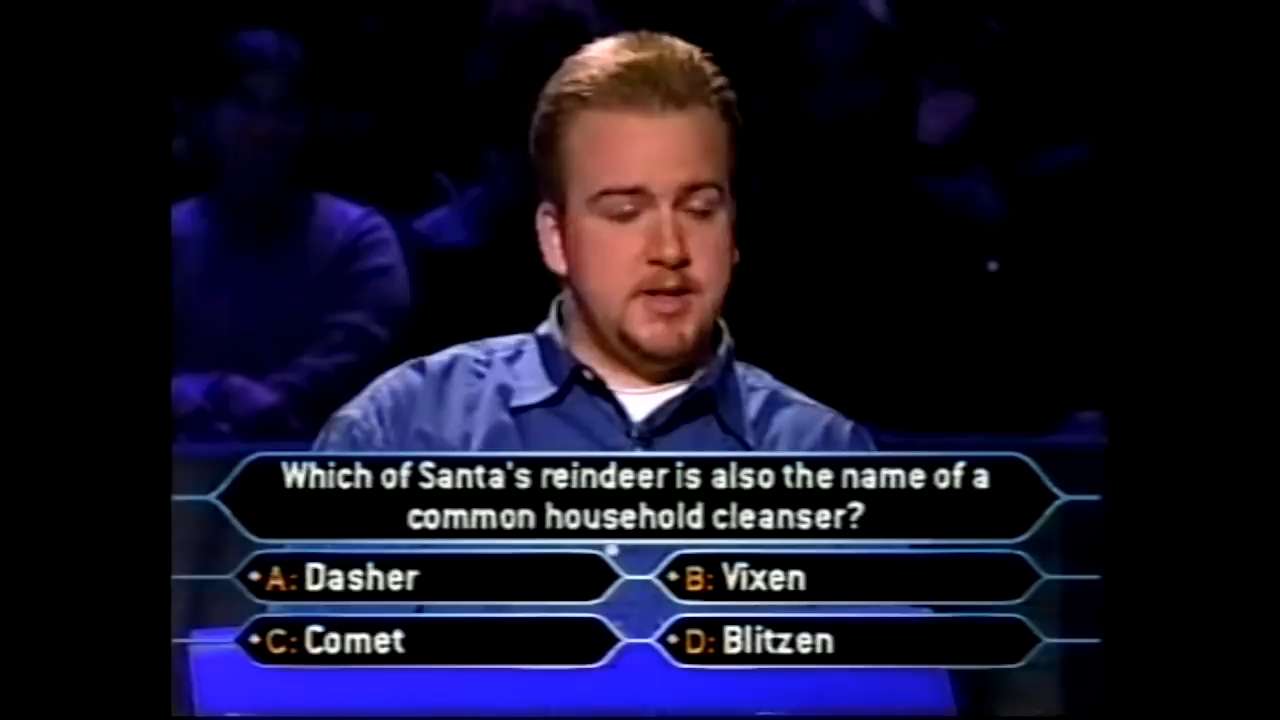 Which of Santa's reindeer is also the name of a
common household cleanser?
A: Dasher
B: Vixen
C: Comet
D: Blitzen